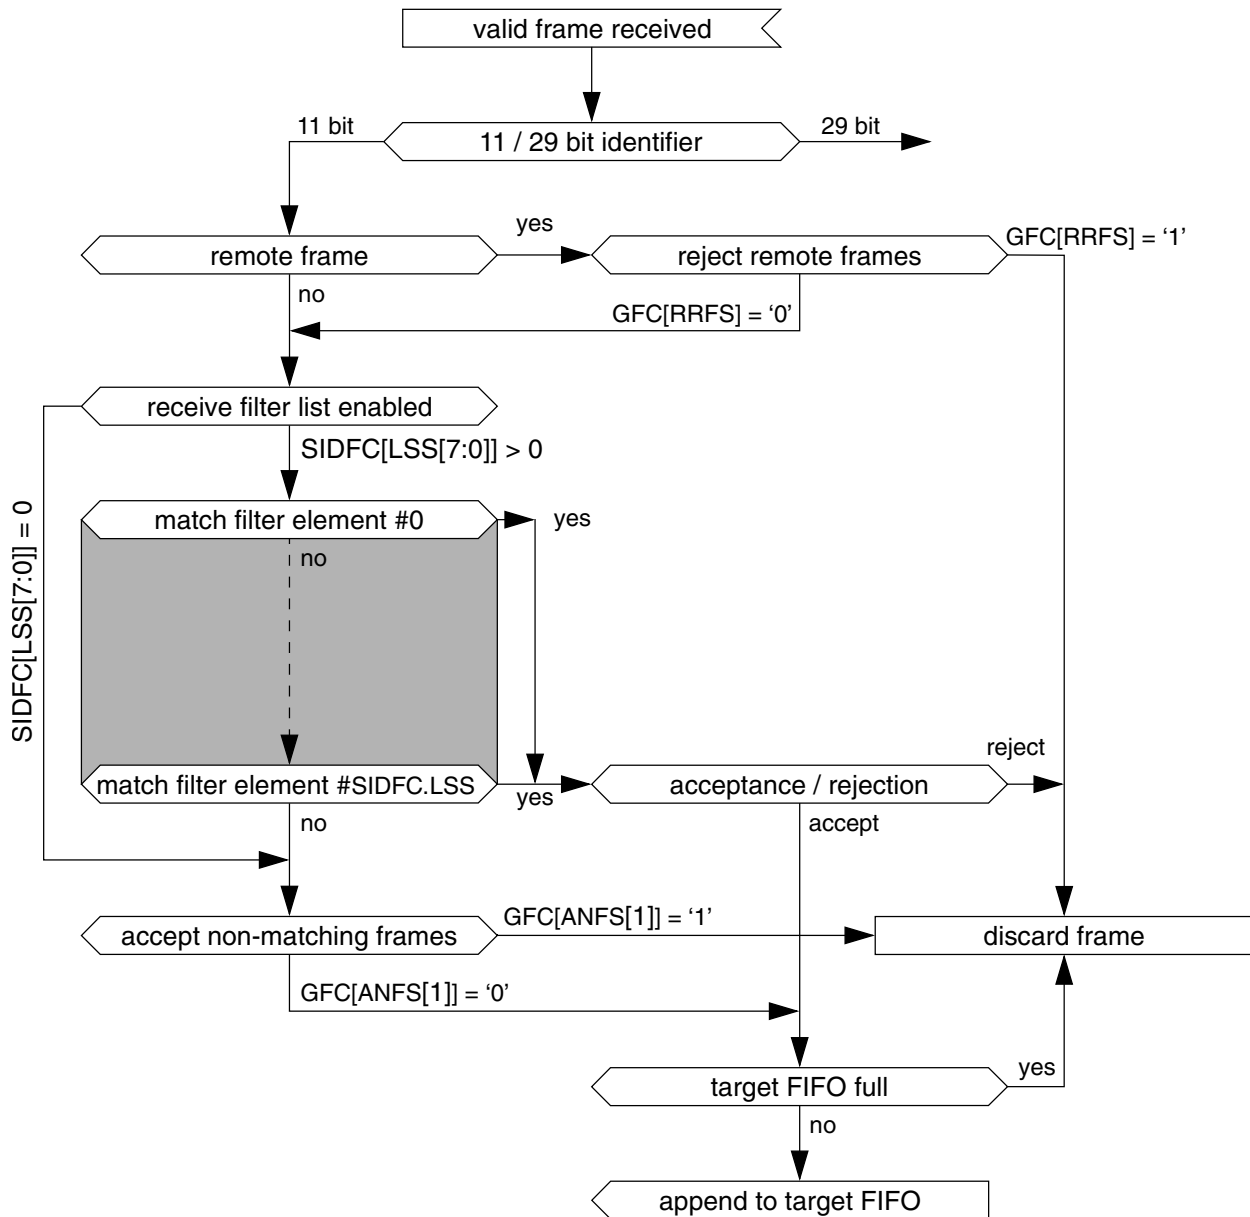 valid frame received
11 bit
11 / 29 bit identifier
29 bit
remote frame
yes
reject remote frames
GFC[RRFS] = ‘1’
no
GFC[RRFS] = ‘0’
receive filter list enabled
SIDFC[LSS[7:0]] > 0
SIDFC[LSS[7:0]] = 0
match filter element #0
yes
no
match filter element #SIDFC.LSS
yes
acceptance / rejection
reject
no
accept
accept non-matching frames
GFC[ANFS[1]] = ‘1’
discard frame
GFC[ANFS[1]] = ‘0’
target FIFO full
yes
no
append to target FIFO